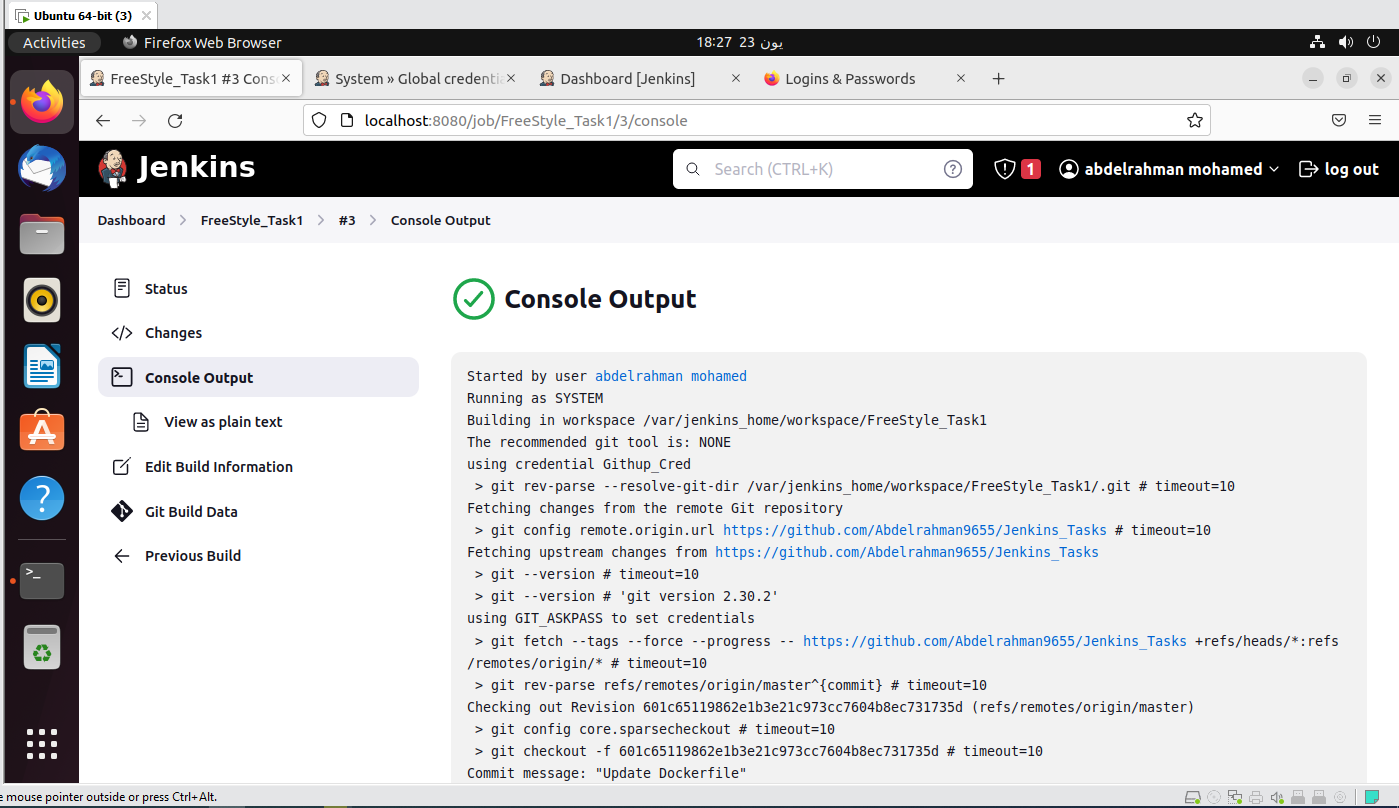 Ubuntu 64-bit (3)
Activities Firefox Web Browser 18:27 23 يون
FreeStyle_Task1 #3 Cons System » Global credentia Dashboard [Jenkins] Logins & Passwords
localhost:8080/job/FreeStyle_Task1/3/console
Jenkins Search (CTRL+K) 1 abdelrahman mohamed log out
Dashboard FreeStyle_Task1 #3 Console Output
Status
Changes
Console Output
View as plain text
Edit Build Information
Git Build Data
Previous Build
Console Output
Started by user abdelrahman mohamed
Running as SYSTEM
Building in workspace /var/jenkins_home/workspace/FreeStyle_Task1
The recommended git tool is: NONE
using credential Githup_Cred
> git rev-parse --resolve-git-dir /var/jenkins_home/workspace/FreeStyle_Task1/.git # timeout=10
Fetching changes from the remote Git repository
> git config remote.origin.url https://github.com/Abdelrahman9655/Jenkins_Tasks # timeout=10
Fetching upstream changes from https://github.com/Abdelrahman9655/Jenkins_Tasks
> git --version # timeout=10
> git --version # 'git version 2.30.2'
using GIT_ASKPASS to set credentials
> git fetch --tags --force --progress -- https://github.com/Abdelrahman9655/Jenkins_Tasks +refs/heads/*:refs
/remotes/origin/* # timeout=10
> git rev-parse refs/remotes/origin/master^{commit} # timeout=10
Checking out Revision 601c65119862e1b3e21c973cc7604b8ec731735d (refs/remotes/origin/master)
> git config core.sparsecheckout # timeout=10
> git checkout -f 601c65119862e1b3e21c973cc7604b8ec731735d # timeout=10
Commit message: "Update Dockerfile"
e mouse pointer outside or press Ctrl+Alt.